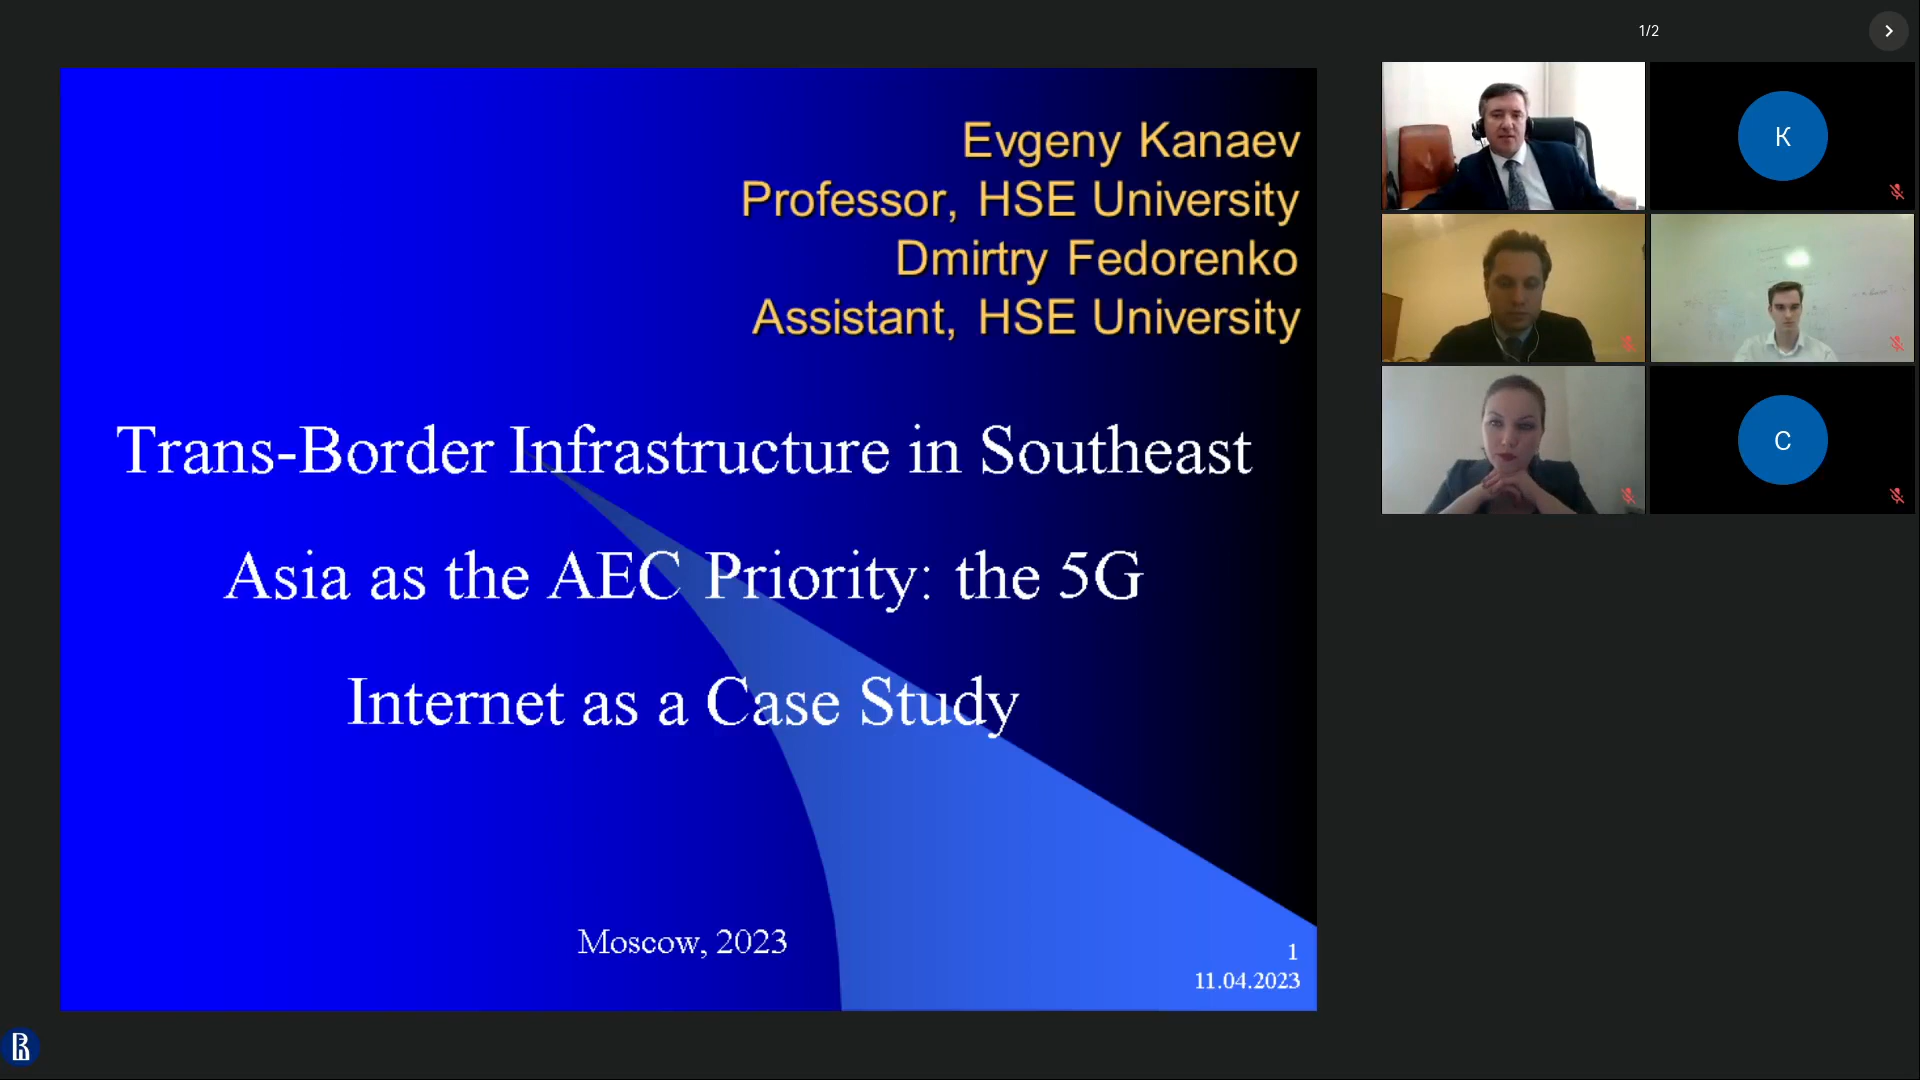 1/2
Evgeny Kanaev
Professor, HSE University
Dmirtry Fedorenko
Assistant, HSE University
Trans-Border Infrastructure in Southeast
Asia as the AEC Priority: the 5G
Internet as a Case Study
Moscow, 2023
1
11.04.2023
K
C